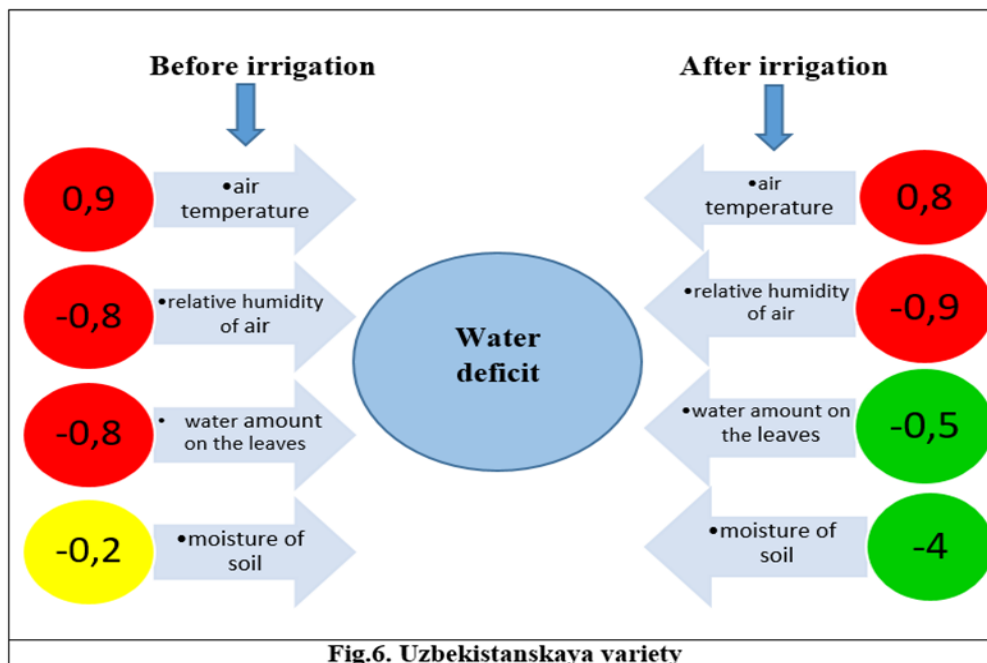 Before irrigation
After irrigation
0,9
•air
temperature
•air
temperature
0,8
-0,8
•relative humidity
of air
•relative humidity
of air
-0,9
Water
deficit
-0,8
• water amount
on the leaves
•water amount on
the leaves
-0,5
-0,2
•moisture of
soil
•moisture of
soil
-4
Fig.6. Uzbekistanskaya variety